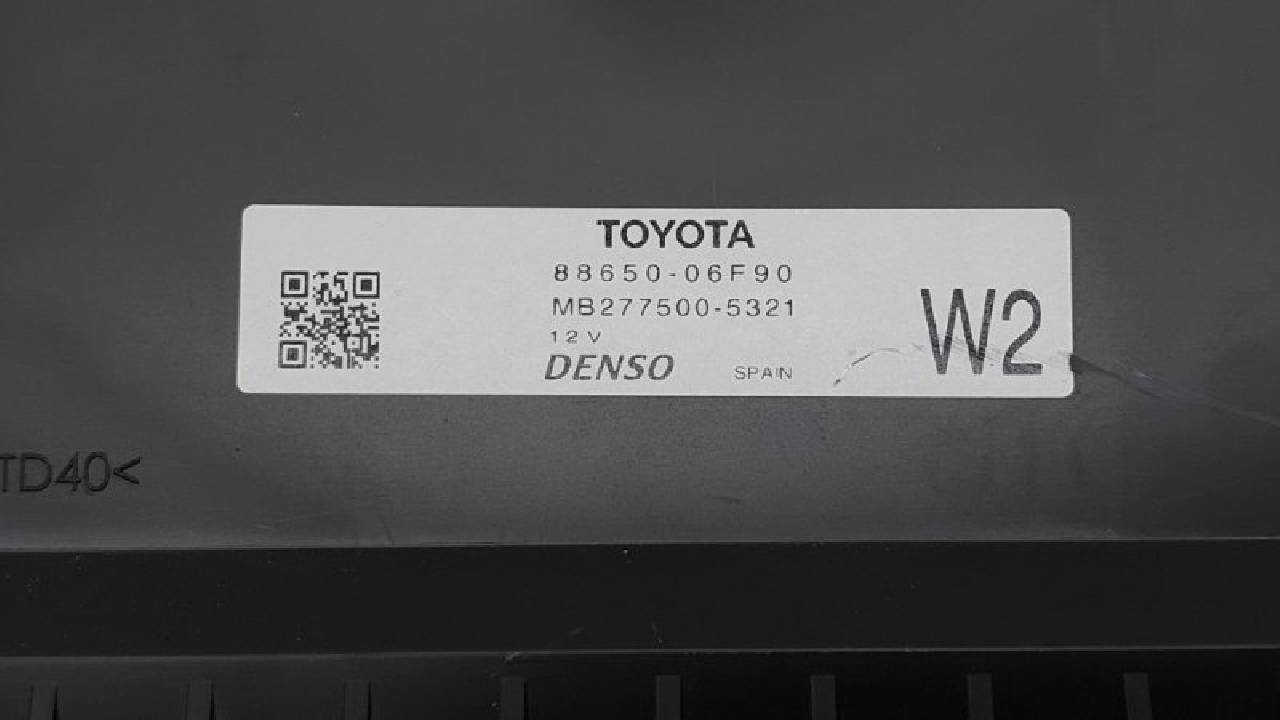 TOYOTA
88650-06F90
MB277500-5321
12V
DENSO SPAIN
W2
TD40<